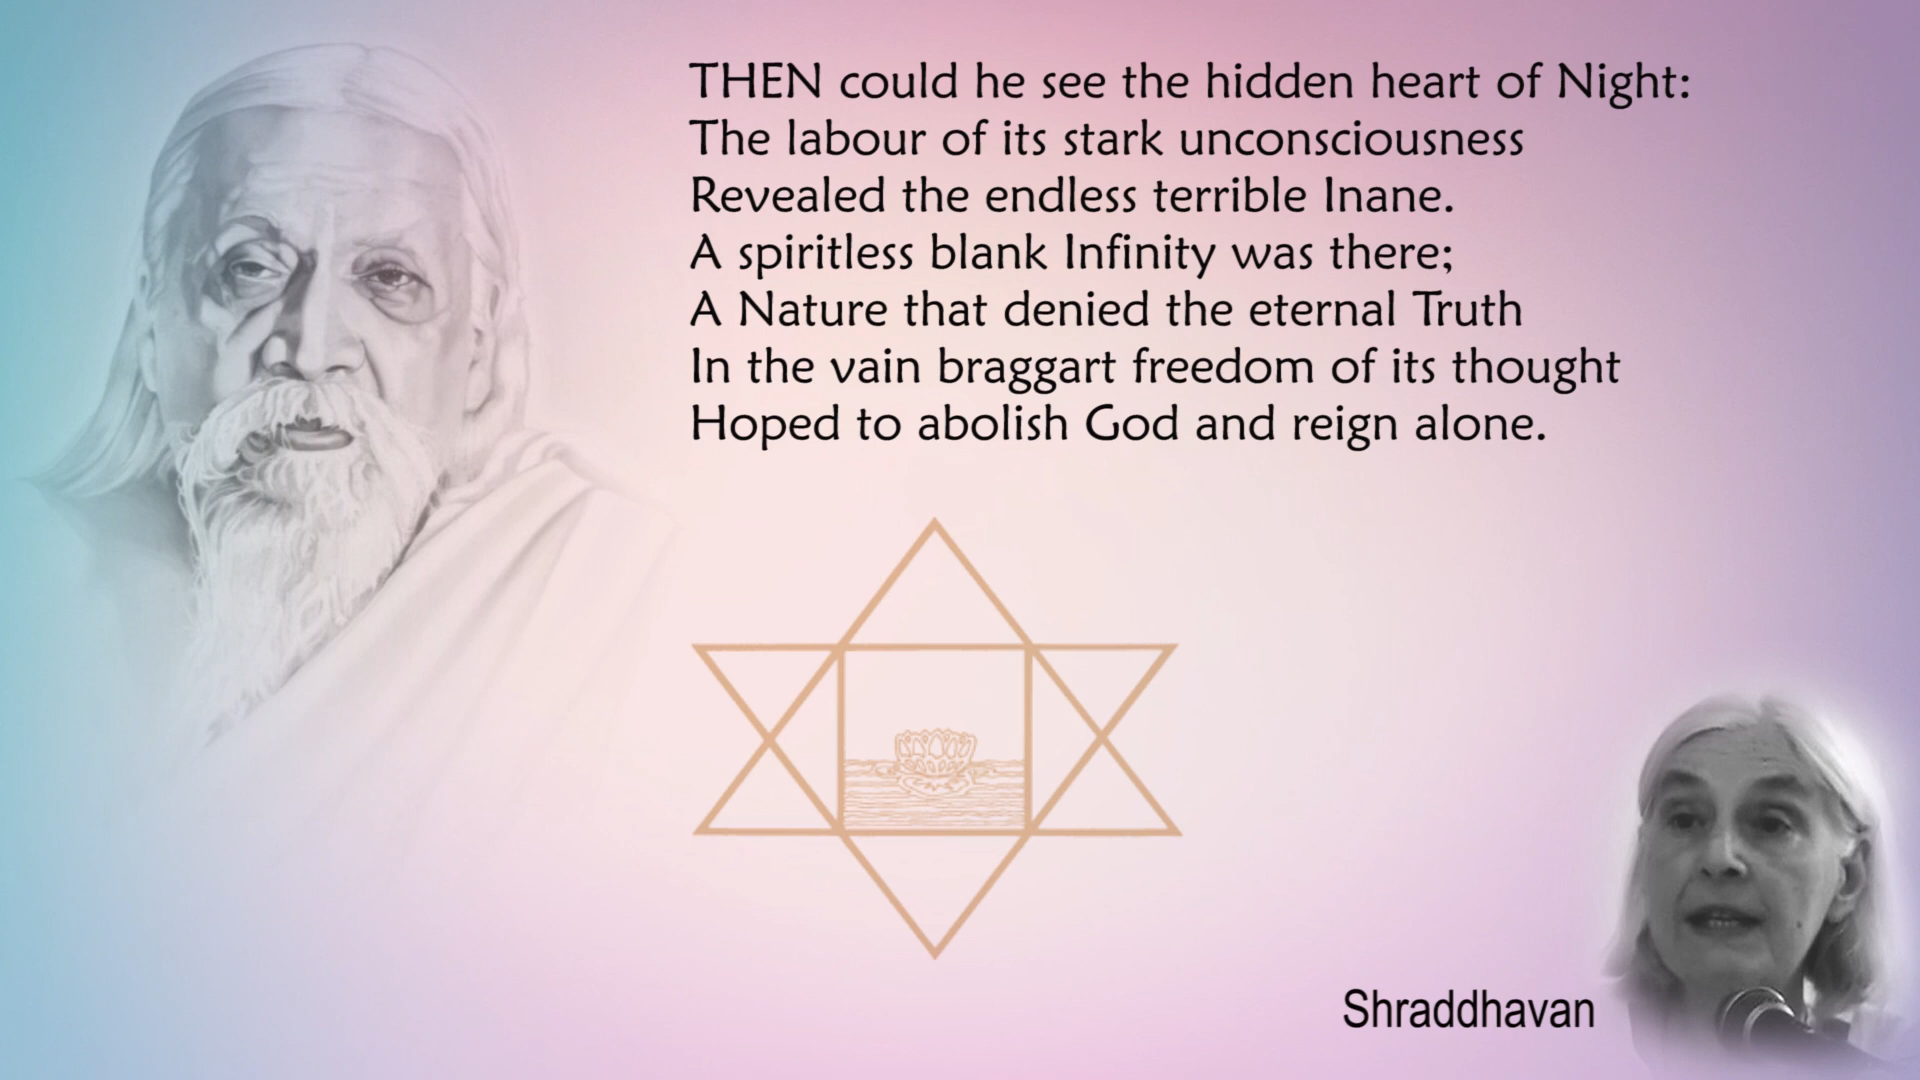 THEN could he see the hidden heart of Night:
The labour of its stark unconsciousness
Revealed the endless terrible Inane.
A spiritless blank Infinity was there;
A Nature that denied the eternal Truth
In the vain braggart freedom of its thought
Hoped to abolish God and reign alone.
Shraddhavan